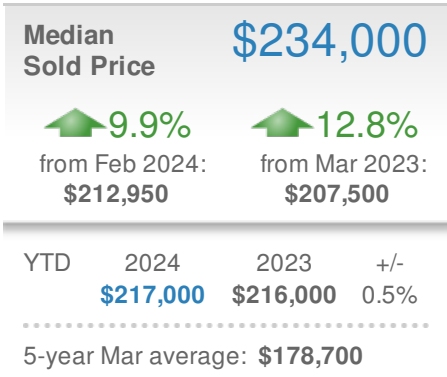 Median
Sold Price
$234,000
9.9%
12.8%
from Feb 2024:
from Mar 2023:
$212,950
$207,500
YTD 2024 2023 +/-
$217,000 $216,000 0.5%
5-year Mar average: $178,700